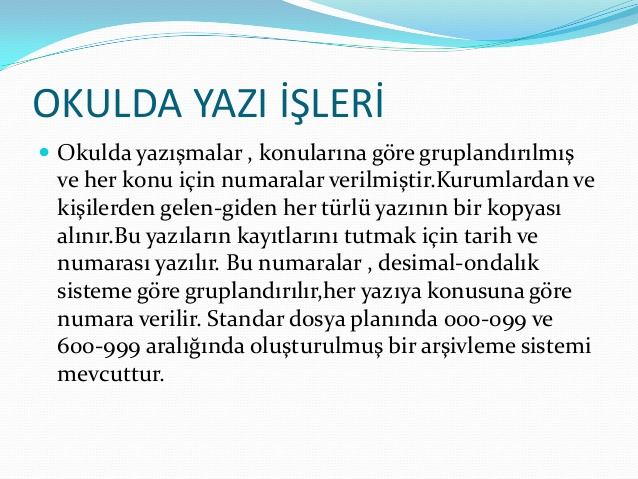 OKULDA YAZI İŞLERİ
Okulda yazışmalar , konularına göre gruplandırılmış
ve her konu için numaralar verilmiştir.Kurumlardan ve
kişilerden gelen-giden her türlü yazının bir kopyası
alınır.Bu yazıların kayıtlarını tutmak için tarih ve
numarası yazılır. Bu numaralar , desimal-ondalık
sisteme göre gruplandırılır,her yazıya konusuna göre
numara verilir. Standar dosya planında 000-099 ve
600-999 aralığında oluşturulmuş bir arşivleme sistemi
mevcuttur.